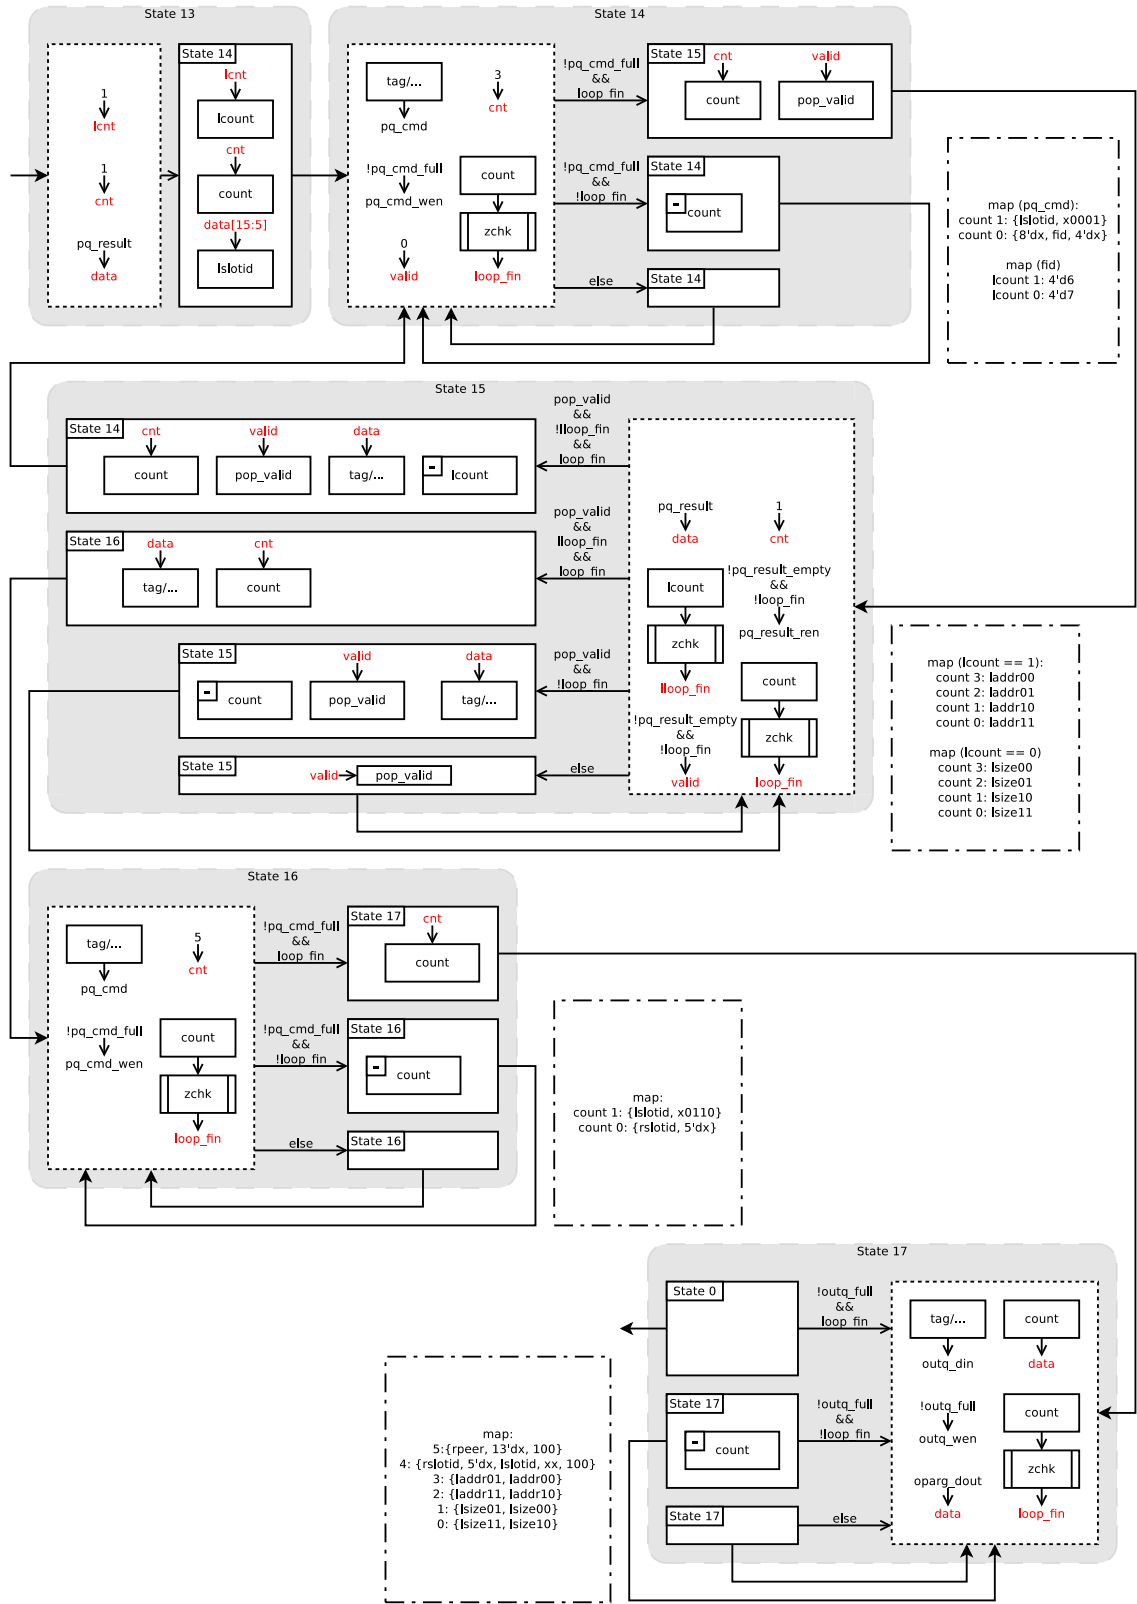 State 13
State 14
lcnt
lcount
cnt
count
data[15:5]
lslotid
1
lcnt
1
cnt
pq_result
data
State 14
tag/...
pq_cmd
3
cnt
!pq_cmd_full
pq_cmd_wen
count
zchk
0
valid
loop_fin
!pq_cmd_full
&&
loop_fin
!pq_cmd_full
&&
!loop_fin
else
State 15
cnt
valid
count
pop_valid
State 14
-
count
State 14
map (pq_cmd):
count 1: {lslotid, x0001}
count 0: {8'dx, fid, 4'dx}
map (fid)
lcount 1: 4'd6
lcount 0: 4'd7
State 15
State 14
cnt
valid
data
count
pop_valid
tag/...
-
lcount
pop_valid
&&
!lloop_fin
&&
loop_fin
State 16
data
cnt
tag/...
count
pop_valid
&&
lloop_fin
&&
loop_fin
State 15
-
count
valid
pop_valid
data
tag/...
pop_valid
&&
!loop_fin
State 15
valid
pop_valid
else
pq_result
data
1
cnt
lcount
zchk
lloop_fin
!pq_result_empty
&&
!loop_fin
pq_result_ren
count
zchk
loop_fin
!pq_result_empty
&&
!loop_fin
valid
map (lcount == 1):
count 3: laddr00
count 2: laddr01
count 1: laddr10
count 0: laddr11
map (lcount == 0)
count 3: lsize00
count 2: lsize01
count 1: lsize10
count 0: lsize11
State 16
tag/...
pq_cmd
5
cnt
!pq_cmd_full
pq_cmd_wen
count
zchk
loop_fin
!pq_cmd_full
&&
loop_fin
!pq_cmd_full
&&
!loop_fin
else
State 17
cnt
count
State 16
-
count
State 16
map:
count 1: {lslotid, x0110}
count 0: {rslotid, 5'dx}
State 17
State 0
!outq_full
&&
loop_fin
State 17
-
count
!outq_full
&&
!loop_fin
State 17
else
tag/...
outq_din
count
data
!outq_full
outq_wen
count
zchk
loop_fin
oparg_dout
data
map:
5:{rpeer, 13'dx, 100}
4: {rslotid, 5'dx, lslotid, xx, 100}
3: {laddr01, laddr00}
2: {laddr11, laddr10}
1: {lsize01, lsize00}
0: {lsize11, lsize10}